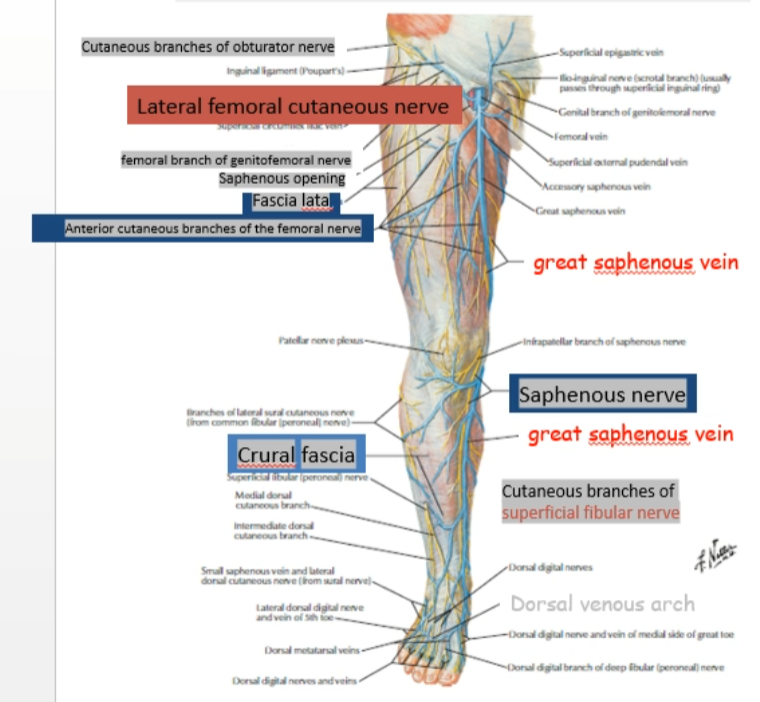 Cutaneous branches of obturator nerve
Inguinal ligament (Poupart's)
Lateral femoral cutaneous nerve
Superficial circumflex iliac vein
femoral branch of genitofemoral nerve
Saphenous opening
Fascia lata
Anterior cutaneous branches of the femoral nerve
Superficial epigastric vein
Ilio-inguinal nerve (scrotal branch) (usually
passes through superficial inguinal ring)
Genital branch of genitofemoral nerve
Femoral vein
Superficial external pudendal vein
Accessory saphenous vein
Great saphenous vein
great saphenous vein
Patellar nerve plexus
Infrapatellar branch of saphenous nerve
Saphenous nerve
Branches of lateral sural cutaneous nerve
(from common fibular (peroneal) nerve)
great saphenous vein
Crural fascia
Superficial fibular (peroneal) nerve
Medial dorsal
cutaneous branch
Cutaneous branches of
superficial fibular nerve
Intermediate dorsal
cutaneous branch
Small saphenous vein and lateral
dorsal cutaneous nerve (from sural nerve)
Dorsal digital nerves
Lateral dorsal digital nerve
and vein of 5th toe
Dorsal venous arch
Dorsal digital nerve and vein of medial side of great toe
Dorsal metatarsal veins
Dorsal digital branch of deep fibular (peroneal) nerve
Dorsal digital nerves and veins